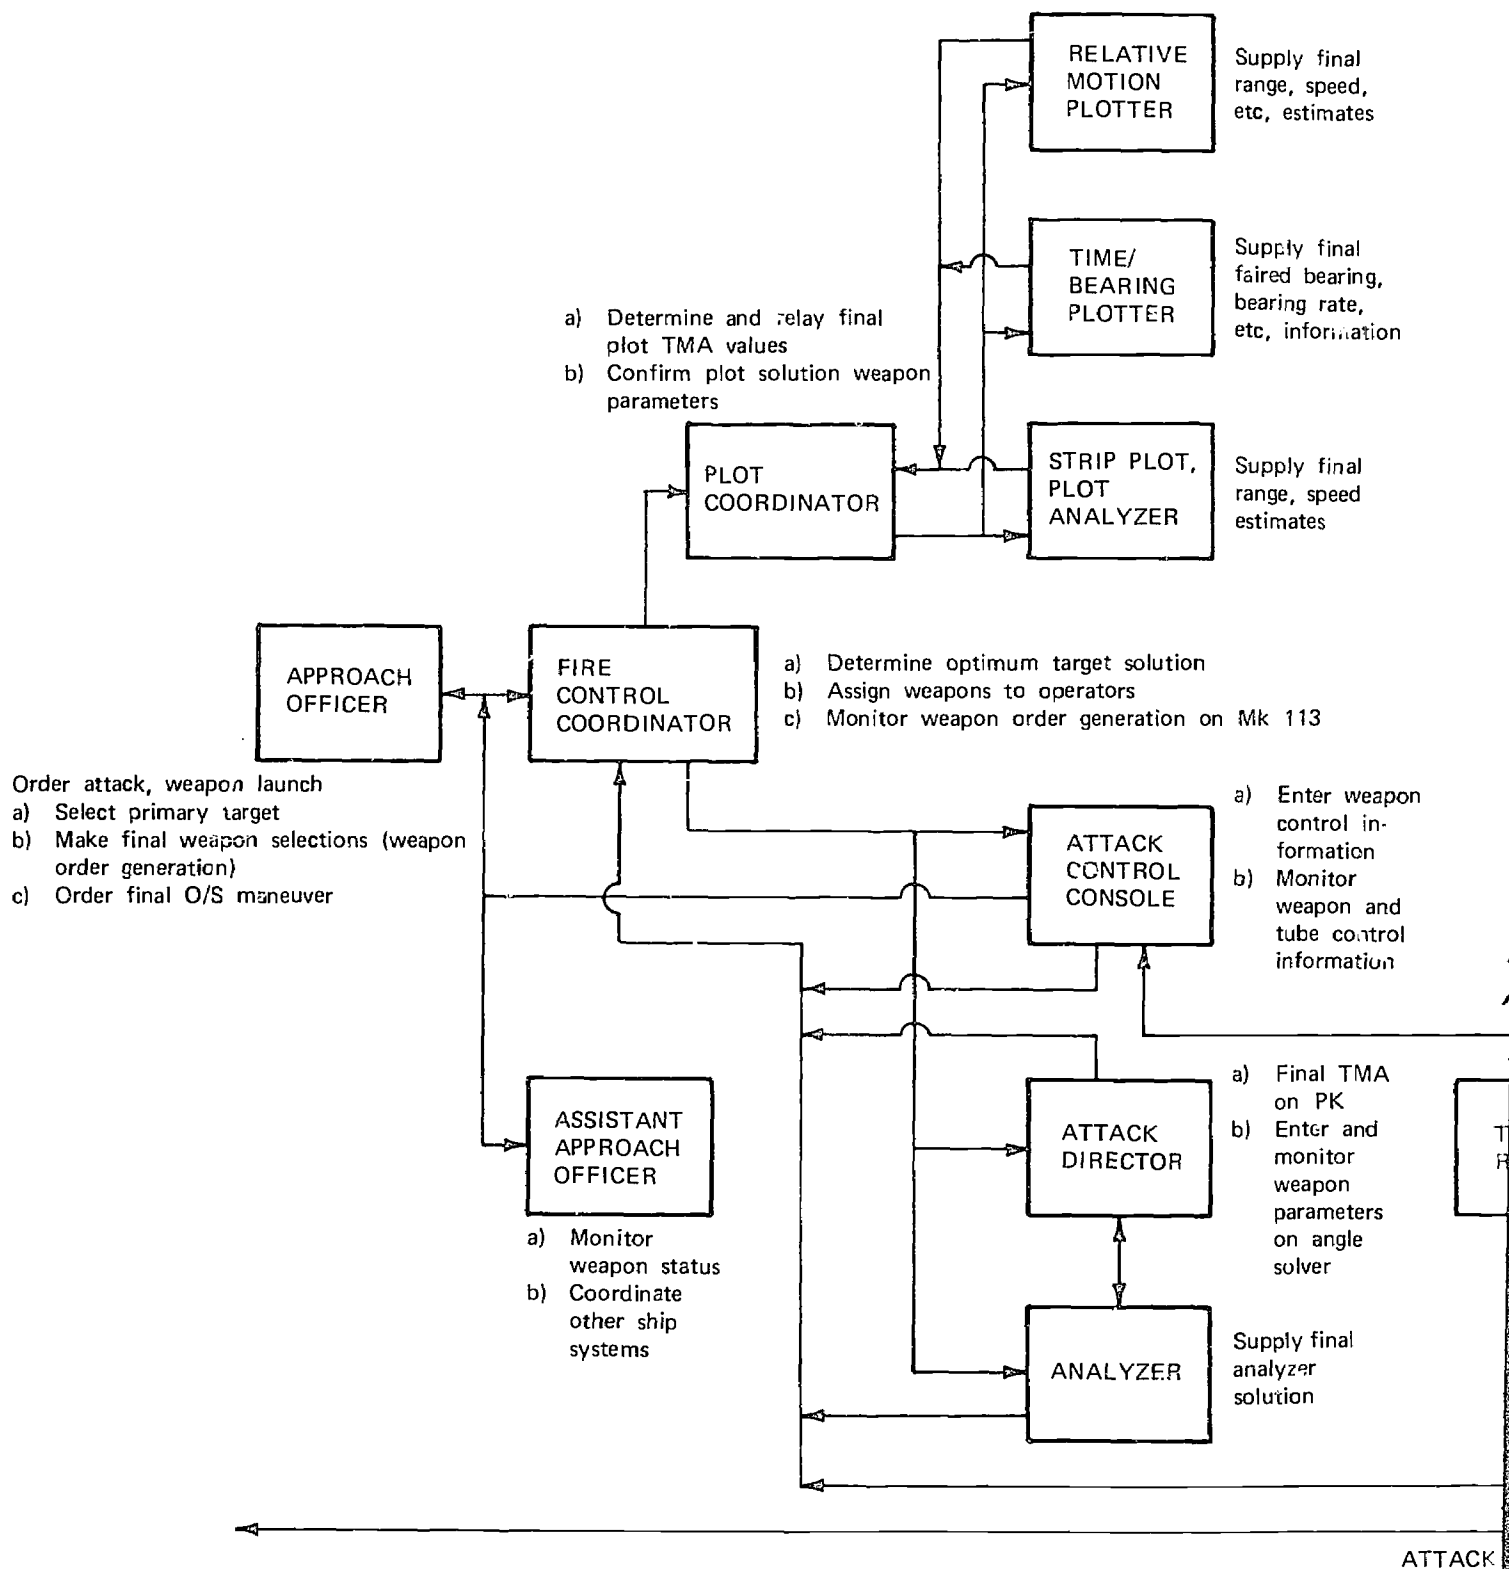 RELATIVE
MOTION
PLOTTER
Supply final
range, speed,
etc, estimates
TIME/
BEARING
PLOTTER
Supply final
faired bearing,
bearing rate,
etc, information
a) Determine and relay final
plot TMA values
b) Confirm plot solution weapon
parameters
PLOT
COORDINATOR
STRIP PLOT,
PLOT
ANALYZER
Supply final
range, speed
estimates
APPROACH
OFFICER
FIRE
CONTROL
COORDINATOR
a) Determine optimum target solution
b) Assign weapons to operators
c) Monitor weapon order generation on Mk 113
Order attack, weapon launch
a) Select primary target
b) Make final weapon selections (weapon
order generation)
c) Order final O/S maneuver
ATTACK
CONTROL
CONSOLE
a) Enter weapon
control in-
formation
b) Monitor
weapon and
tube control
information
ASSISTANT
APPROACH
OFFICER
a) Monitor
weapon status
b) Coordinate
other ship
systems
ATTACK
DIRECTOR
a) Final TMA
on PK
b) Enter and
monitor
weapon
parameters
on angle
solver
ANALYZER
Supply final
analyzer
solution
ATTACK